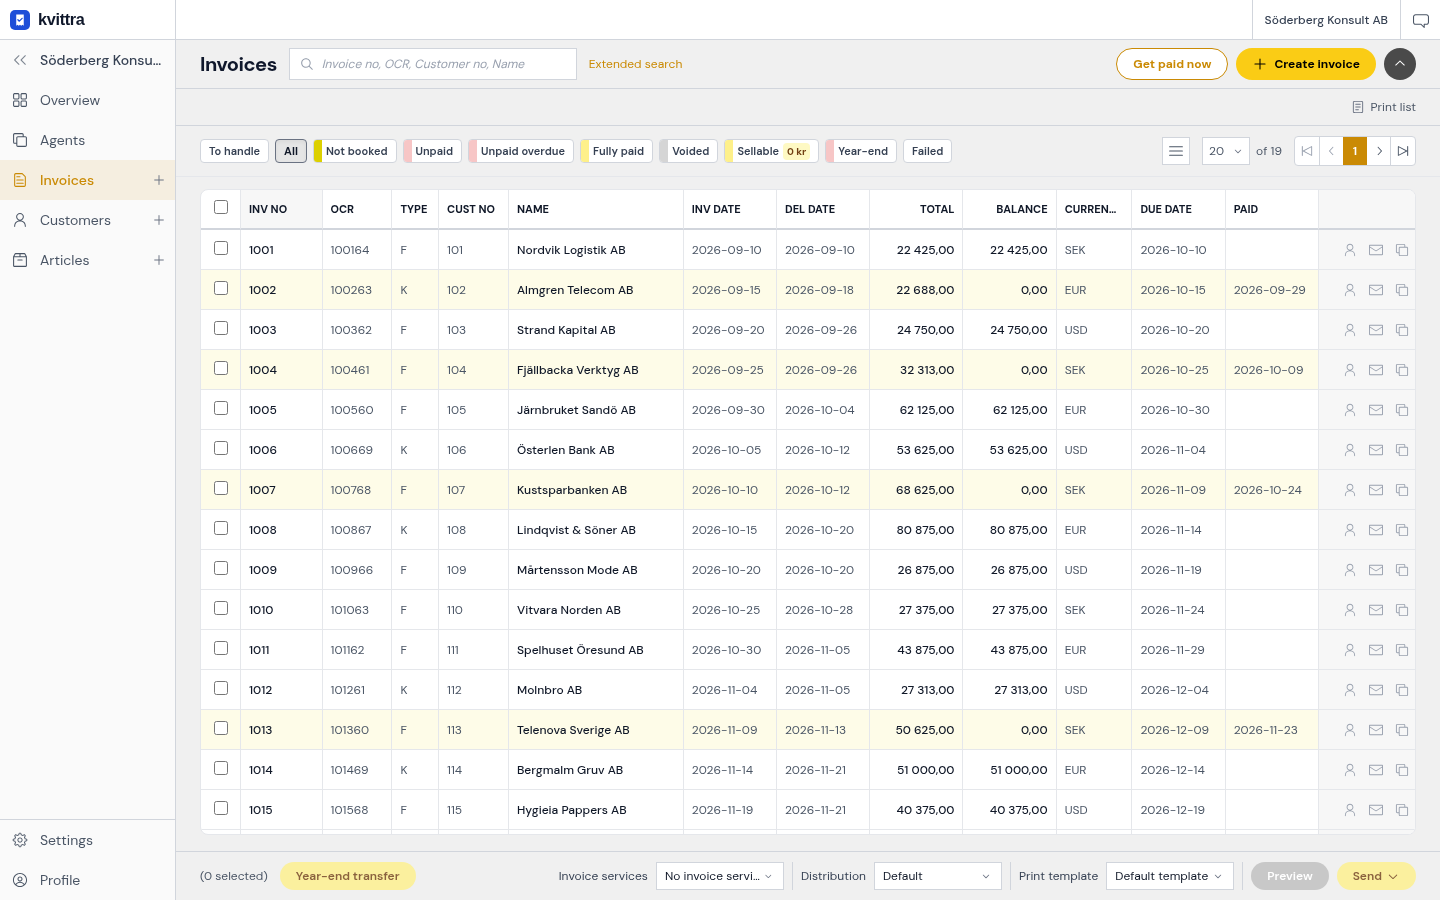 kvittra
Söderberg Konsult AB
Söderberg Konsu...
Overview
Agents
Invoices
Customers
Articles
Settings
Profile
Invoices
Invoice no, OCR, Customer no, Name
Extended search
Get paid now
Create invoice
Print list
To handle All Not booked Unpaid Unpaid overdue Fully paid Voided Sellable 0 kr Year-end Failed
20 of 19 1
INV NO OCR TYPE CUST NO NAME INV DATE DEL DATE TOTAL BALANCE CURREN... DUE DATE PAID
1001 100164 F 101 Nordvik Logistik AB 2026-09-10 2026-09-10 22 425,00 22 425,00 SEK 2026-10-10
1002 100263 K 102 Almgren Telecom AB 2026-09-15 2026-09-18 22 688,00 0,00 EUR 2026-10-15 2026-09-29
1003 100362 F 103 Strand Kapital AB 2026-09-20 2026-09-26 24 750,00 24 750,00 USD 2026-10-20
1004 100461 F 104 Fjällbacka Verktyg AB 2026-09-25 2026-09-26 32 313,00 0,00 SEK 2026-10-25 2026-10-09
1005 100560 F 105 Järnbruket Sandö AB 2026-09-30 2026-10-04 62 125,00 62 125,00 EUR 2026-10-30
1006 100669 K 106 Österlen Bank AB 2026-10-05 2026-10-12 53 625,00 53 625,00 USD 2026-11-04
1007 100768 F 107 Kustsparbanken AB 2026-10-10 2026-10-12 68 625,00 0,00 SEK 2026-11-09 2026-10-24
1008 100867 K 108 Lindqvist & Söner AB 2026-10-15 2026-10-20 80 875,00 80 875,00 EUR 2026-11-14
1009 100966 F 109 Mårtensson Mode AB 2026-10-20 2026-10-20 26 875,00 26 875,00 USD 2026-11-19
1010 101063 F 110 Vitvara Norden AB 2026-10-25 2026-10-28 27 375,00 27 375,00 SEK 2026-11-24
1011 101162 F 111 Spelhuset Öresund AB 2026-10-30 2026-11-05 43 875,00 43 875,00 EUR 2026-11-29
1012 101261 K 112 Molnbro AB 2026-11-04 2026-11-05 27 313,00 27 313,00 USD 2026-12-04
1013 101360 F 113 Telenova Sverige AB 2026-11-09 2026-11-13 50 625,00 0,00 SEK 2026-12-09 2026-11-23
1014 101469 K 114 Bergmalm Gruv AB 2026-11-14 2026-11-21 51 000,00 51 000,00 EUR 2026-12-14
1015 101568 F 115 Hygieia Pappers AB 2026-11-19 2026-11-21 40 375,00 40 375,00 USD 2026-12-19
(0 selected) Year-end transfer Invoice services No invoice servi... Distribution Default Print template Default template Preview Send